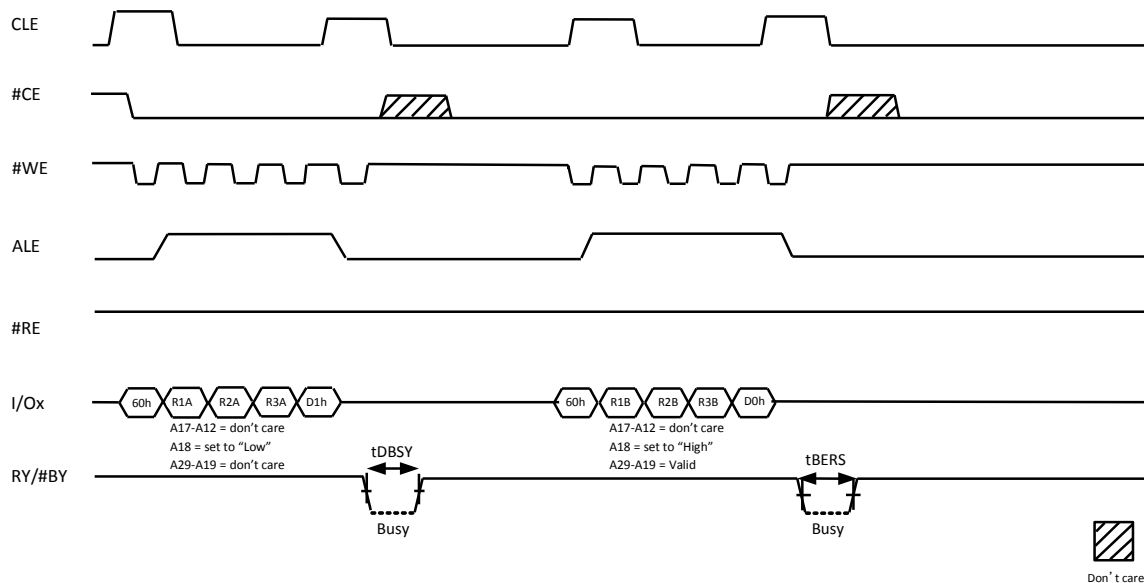 CLE
#CE
#WE
ALE
#RE
I/Ox
60h R1A R2A R3A D1h
60h R1B R2B R3B D0h
A17-A12 = don't care
A18 = set to “Low”
A29-A19 = don't care
A17-A12 = don't care
A18 = set to “High”
A29-A19 = Valid
RY/#BY
tDBSY
Busy
tBERS
Busy
Don’t care